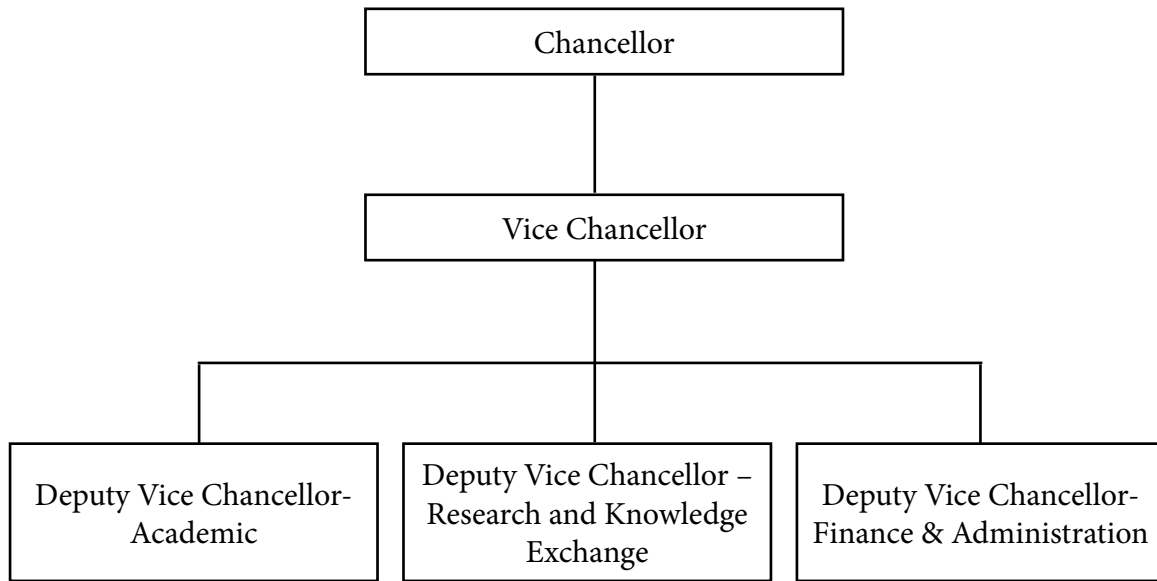 Chancellor
Vice Chancellor
Deputy Vice Chancellor-
Academic
Deputy Vice Chancellor –
Research and Knowledge
Exchange
Deputy Vice Chancellor-
Finance & Administration